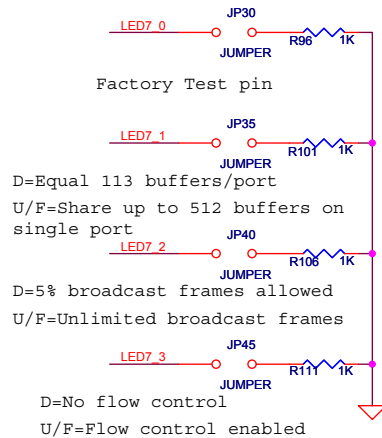 JP30
LED7_0
R96 1K
JUMPER
Factory Test pin
JP35
LED7_1
R101 1K
JUMPER
D=Equal 113 buffers/port
U/F=Share up to 512 buffers on
single port
JP40
LED7_2
R106 1K
JUMPER
D=5% broadcast frames allowed
U/F=Unlimited broadcast frames
JP45
LED7_3
R111 1K
JUMPER
D=No flow control
U/F=Flow control enabled